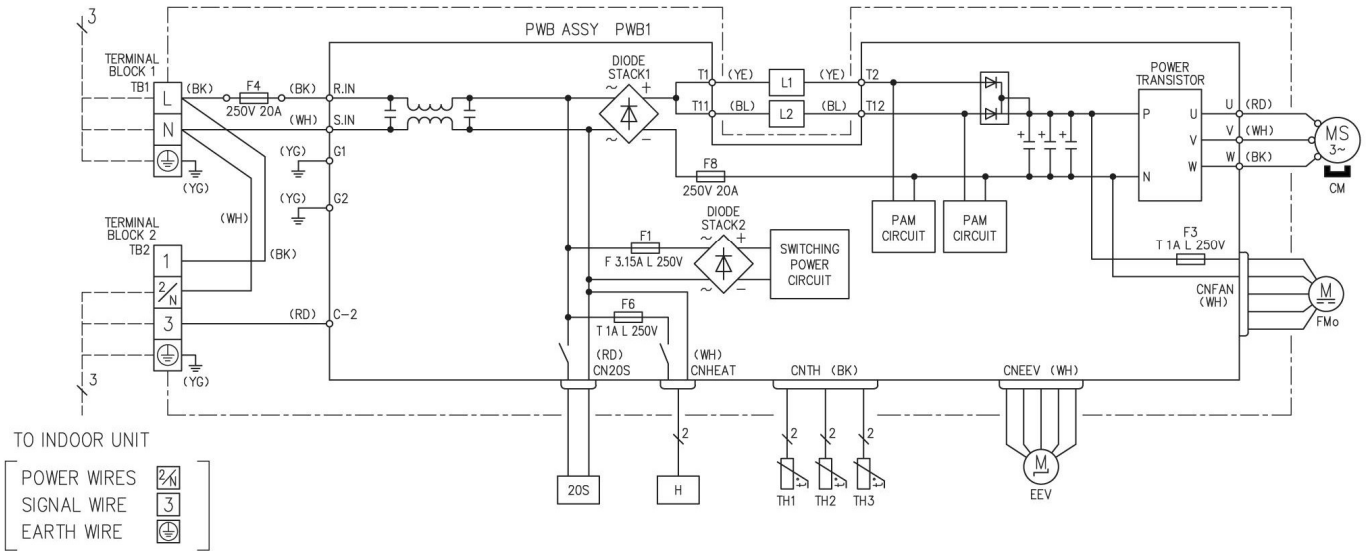 3
PWB ASSY PWB1
TERMINAL
BLOCK 1
TB1
L
N
(BK)
F4
250V 20A
(BK)
R.IN
(WH)
S.IN
(YG)
G1
(YG)
(YG)
G2
(WH)
(BK)
TERMINAL
BLOCK 2
TB2
1
2/N
3
(RD)
C-2
(YG)
3
DIODE
STACK1
~
+
~
−
T1
(YE)
L1
(YE)
T2
T11
(BL)
L2
(BL)
T12
F8
250V 20A
PAM
CIRCUIT
PAM
CIRCUIT
+
+
+
POWER
TRANSISTOR
P
N
U
V
W
U
(RD)
V
(WH)
W
(BK)
MS
3~
CM
F1
F 3.15A L 250V
DIODE
STACK2
~
+
~
−
SWITCHING
POWER
CIRCUIT
F3
T 1A L 250V
CNFAN
(WH)
M
FMo
F6
T 1A L 250V
(RD)
CN20S
(WH)
CNHEAT
CNTH (BK)
CNEEV (WH)
2
2
2
2
20S
H
t
t
t
TH1
TH2
TH3
M
EEV
TO INDOOR UNIT
POWER WIRES 2/N
SIGNAL WIRE 3
EARTH WIRE